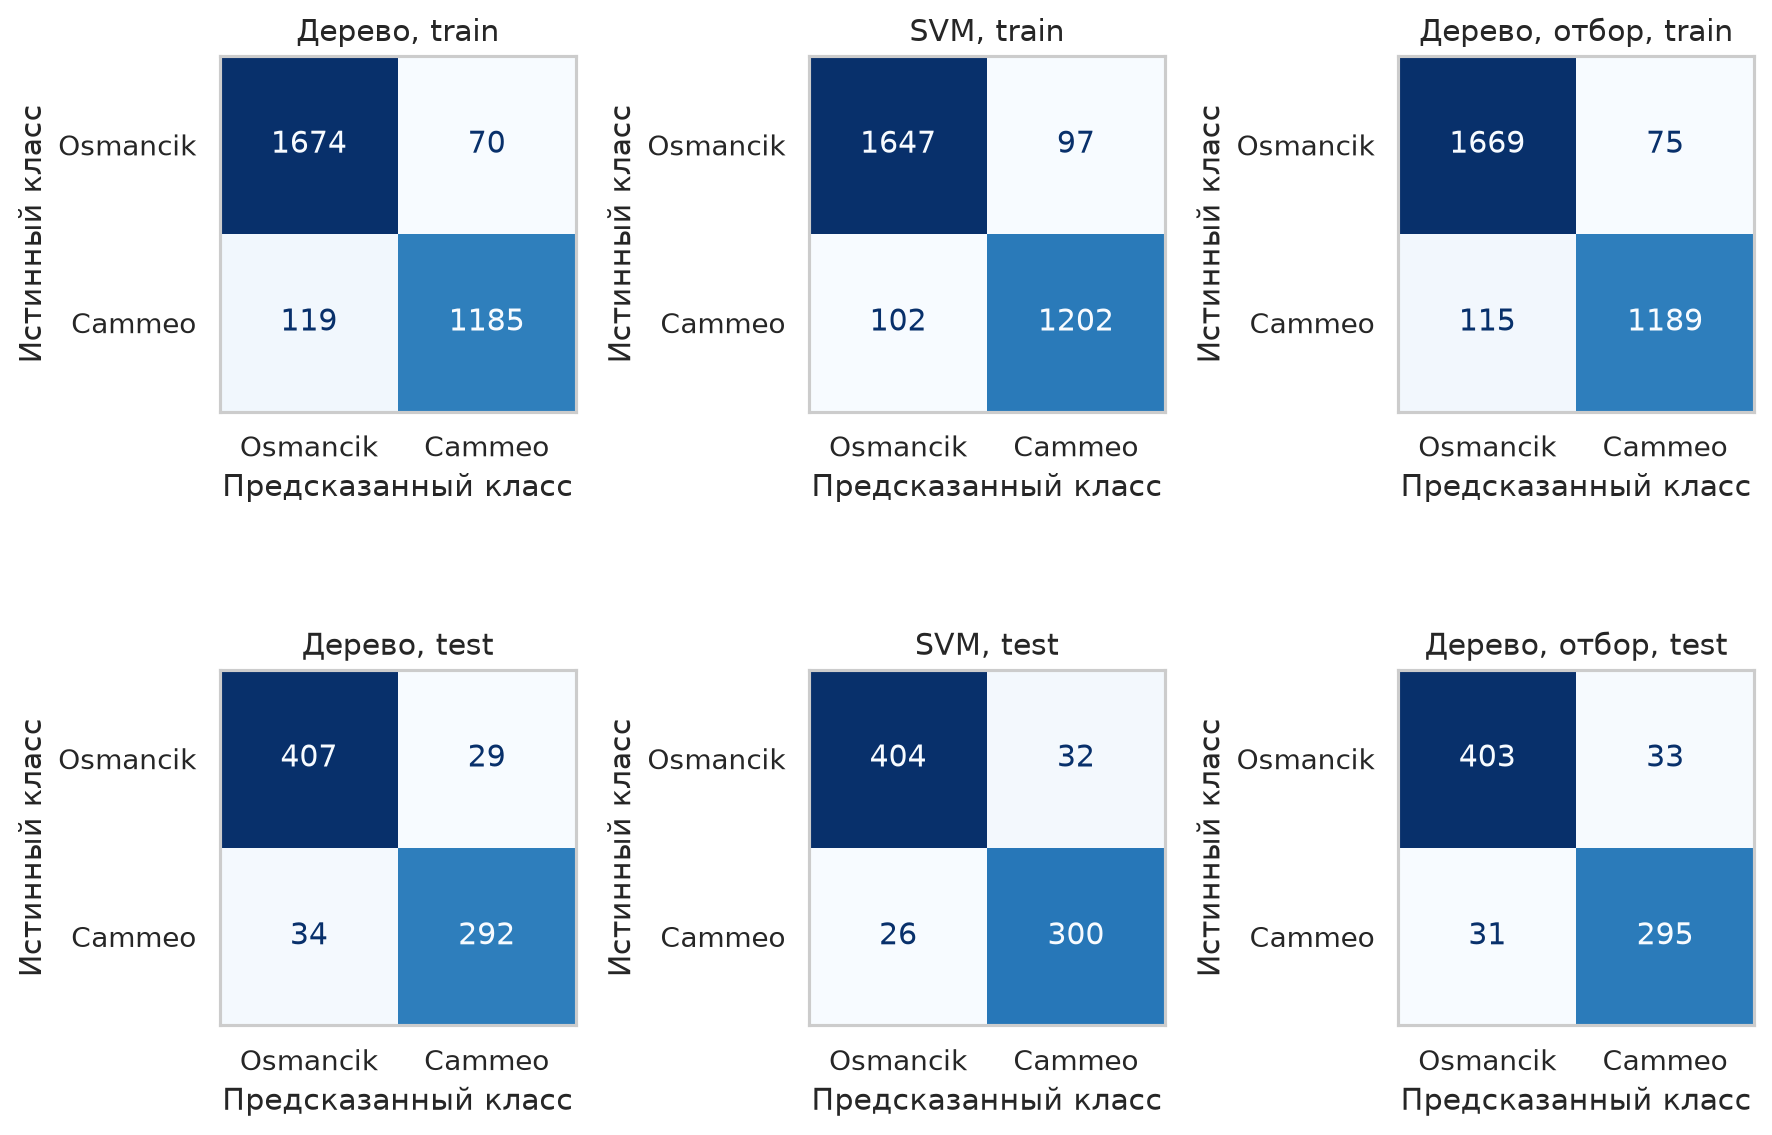 Дерево, train
Истинный класс
Osmancik
1674 70
Cammeo
119 1185
Osmancik Cammeo
Предсказанный класс
SVM, train
Истинный класс
Osmancik
1647 97
Cammeo
102 1202
Osmancik Cammeo
Предсказанный класс
Дерево, отбор, train
Истинный класс
Osmancik
1669 75
Cammeo
115 1189
Osmancik Cammeo
Предсказанный класс
Дерево, test
Истинный класс
Osmancik
407 29
Cammeo
34 292
Osmancik Cammeo
Предсказанный класс
SVM, test
Истинный класс
Osmancik
404 32
Cammeo
26 300
Osmancik Cammeo
Предсказанный класс
Дерево, отбор, test
Истинный класс
Osmancik
403 33
Cammeo
31 295
Osmancik Cammeo
Предсказанный класс